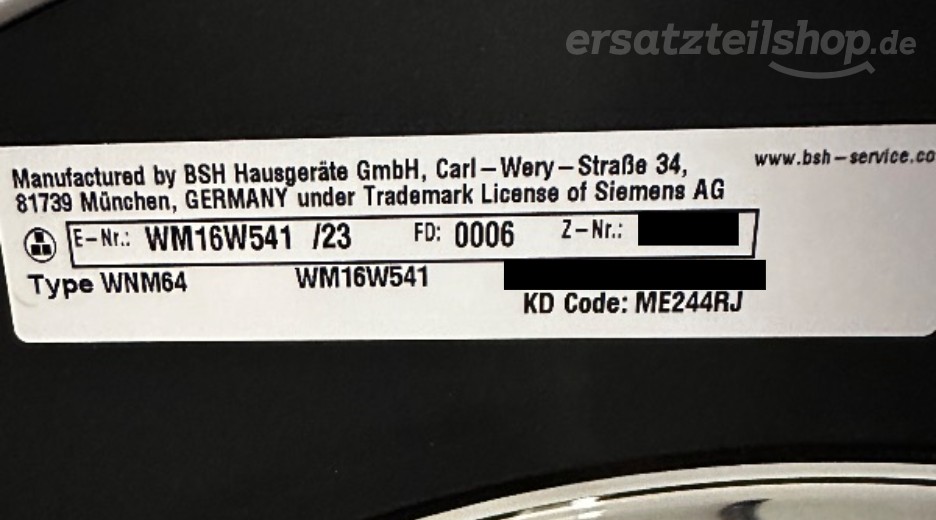 ersatzteilshop.de
Manufactured by BSH Hausgeräte GmbH, Carl-Wery-Straße 34,
www.bsh-service.co
81739 München, GERMANY under Trademark License of Siemens AG
E-Nr.: WM16W541 /23 FD: 0006 Z-Nr.:
Type WNM64 WM16W541
KD Code: ME244RJ